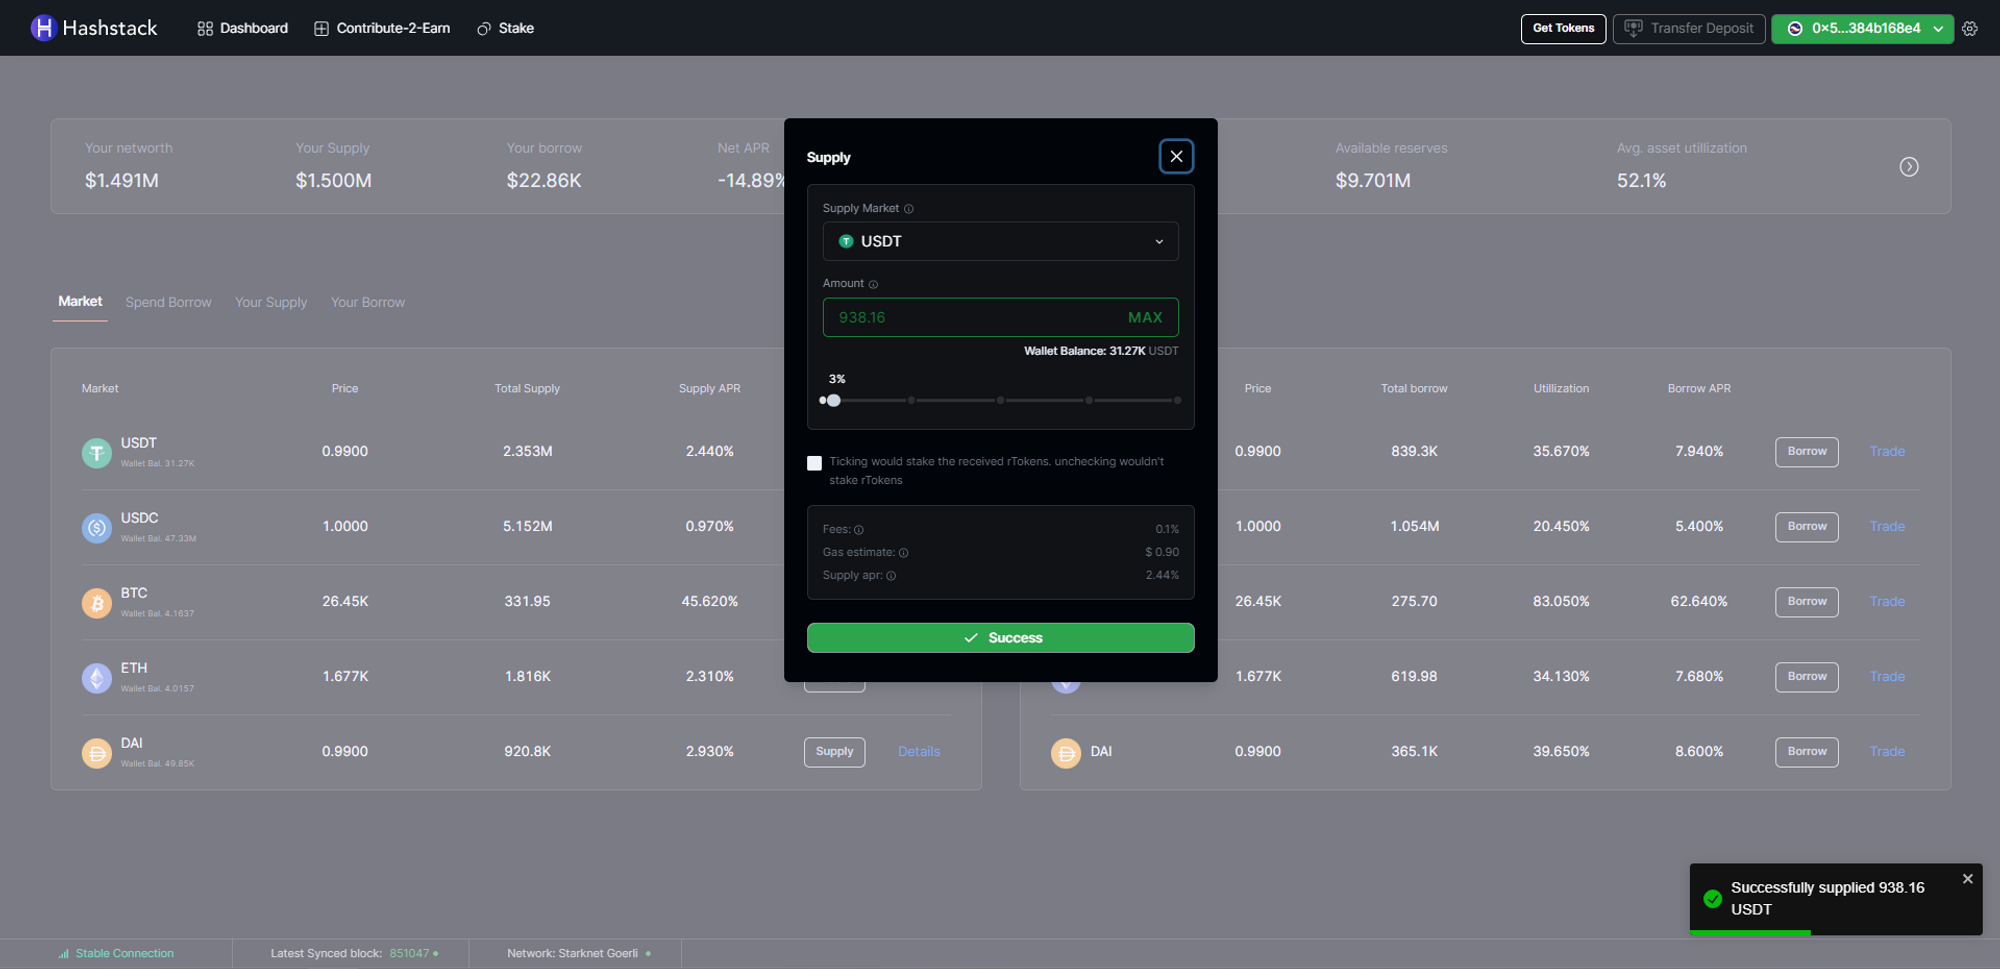 Hashstack
Dashboard
Contribute-2-Earn
Stake
Get Tokens
Transfer Deposit
0x5...384b168e4
Your networth
$1.491M
Your Supply
$1.500M
Your borrow
$22.86K
Net APR
-14.89%
Available reserves
$9.701M
Avg. asset utillization
52.1%
Market
Spend Borrow
Your Supply
Your Borrow
Market Price Total Supply Supply APR
USDT 0.9900 2.353M 2.440%
Wallet Bal. 31.27K
USDC 1.0000 5.152M 0.970%
Wallet Bal. 47.33M
BTC 26.45K 331.95 45.620%
Wallet Bal. 4.1637
ETH 1.677K 1.816K 2.310%
Wallet Bal. 4.0157
DAI 0.9900 920.8K 2.930% Supply Details
Wallet Bal. 49.65K
Supply
Supply Market
USDT
Amount
938.16 MAX
Wallet Balance: 31.27K USDT
3%
Ticking would stake the received rTokens. unchecking wouldn't
stake rTokens
Fees: 0.1%
Gas estimate: $ 0.90
Supply apr: 2.44%
Success
Price Total borrow Utillization Borrow APR
0.9900 839.3K 35.670% 7.940% Borrow Trade
1.0000 1.054M 20.450% 5.400% Borrow Trade
26.45K 275.70 83.050% 62.640% Borrow Trade
1.677K 619.98 34.130% 7.680% Borrow Trade
DAI 0.9900 365.1K 39.650% 8.600% Borrow Trade
Successfully supplied 938.16
USDT
Stable Connection
Latest Synced block: 851047
Network: Starknet Goerli